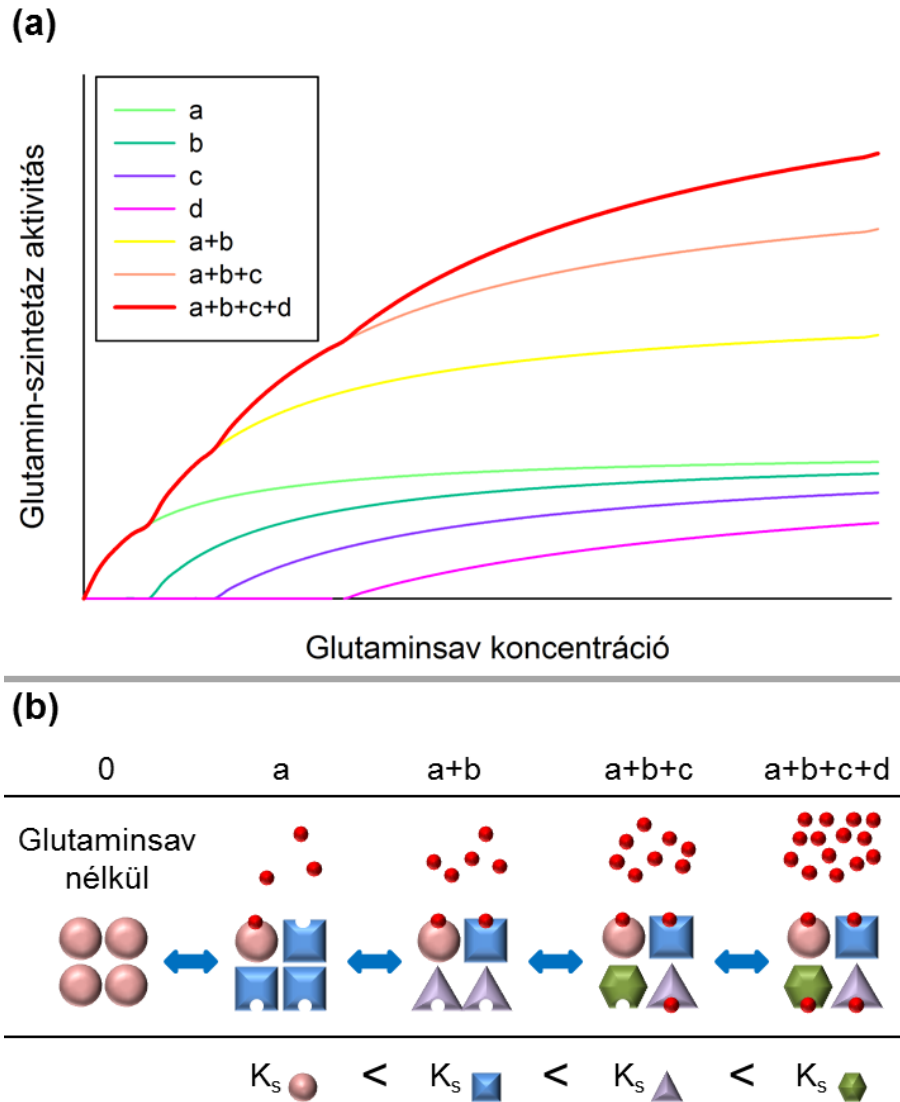 (a)
a
b
c
d
a+b
a+b+c
a+b+c+d
Glutamin-szintetáz aktivitás
Glutaminsav koncentráció
(b)
0 a a+b a+b+c a+b+c+d
Glutaminsav
nélkül
Ks < Ks < Ks < Ks